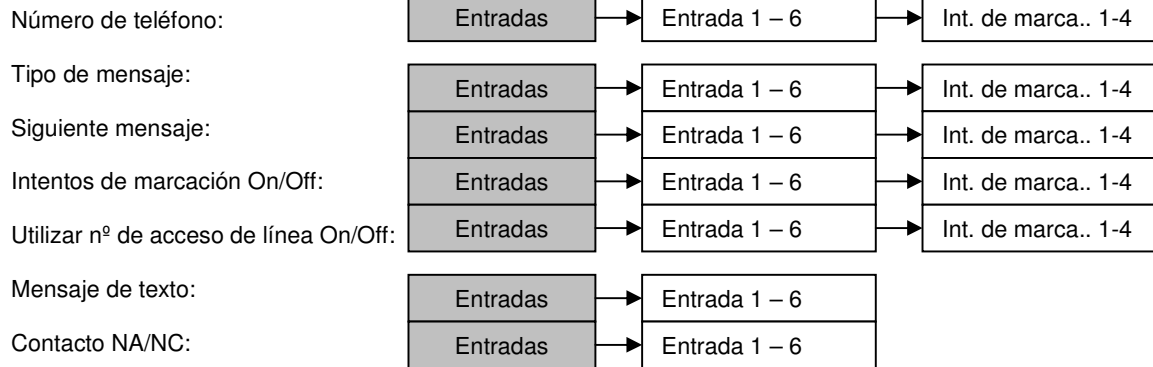 Número de teléfono: Entradas Entrada 1 – 6 Int. de marca.. 1-4
Tipo de mensaje: Entradas Entrada 1 – 6 Int. de marca.. 1-4
Siguiente mensaje: Entradas Entrada 1 – 6 Int. de marca.. 1-4
Intentos de marcación On/Off: Entradas Entrada 1 – 6 Int. de marca.. 1-4
Utilizar nº de acceso de línea On/Off: Entradas Entrada 1 – 6 Int. de marca.. 1-4
Mensaje de texto: Entradas Entrada 1 – 6
Contacto NA/NC: Entradas Entrada 1 – 6